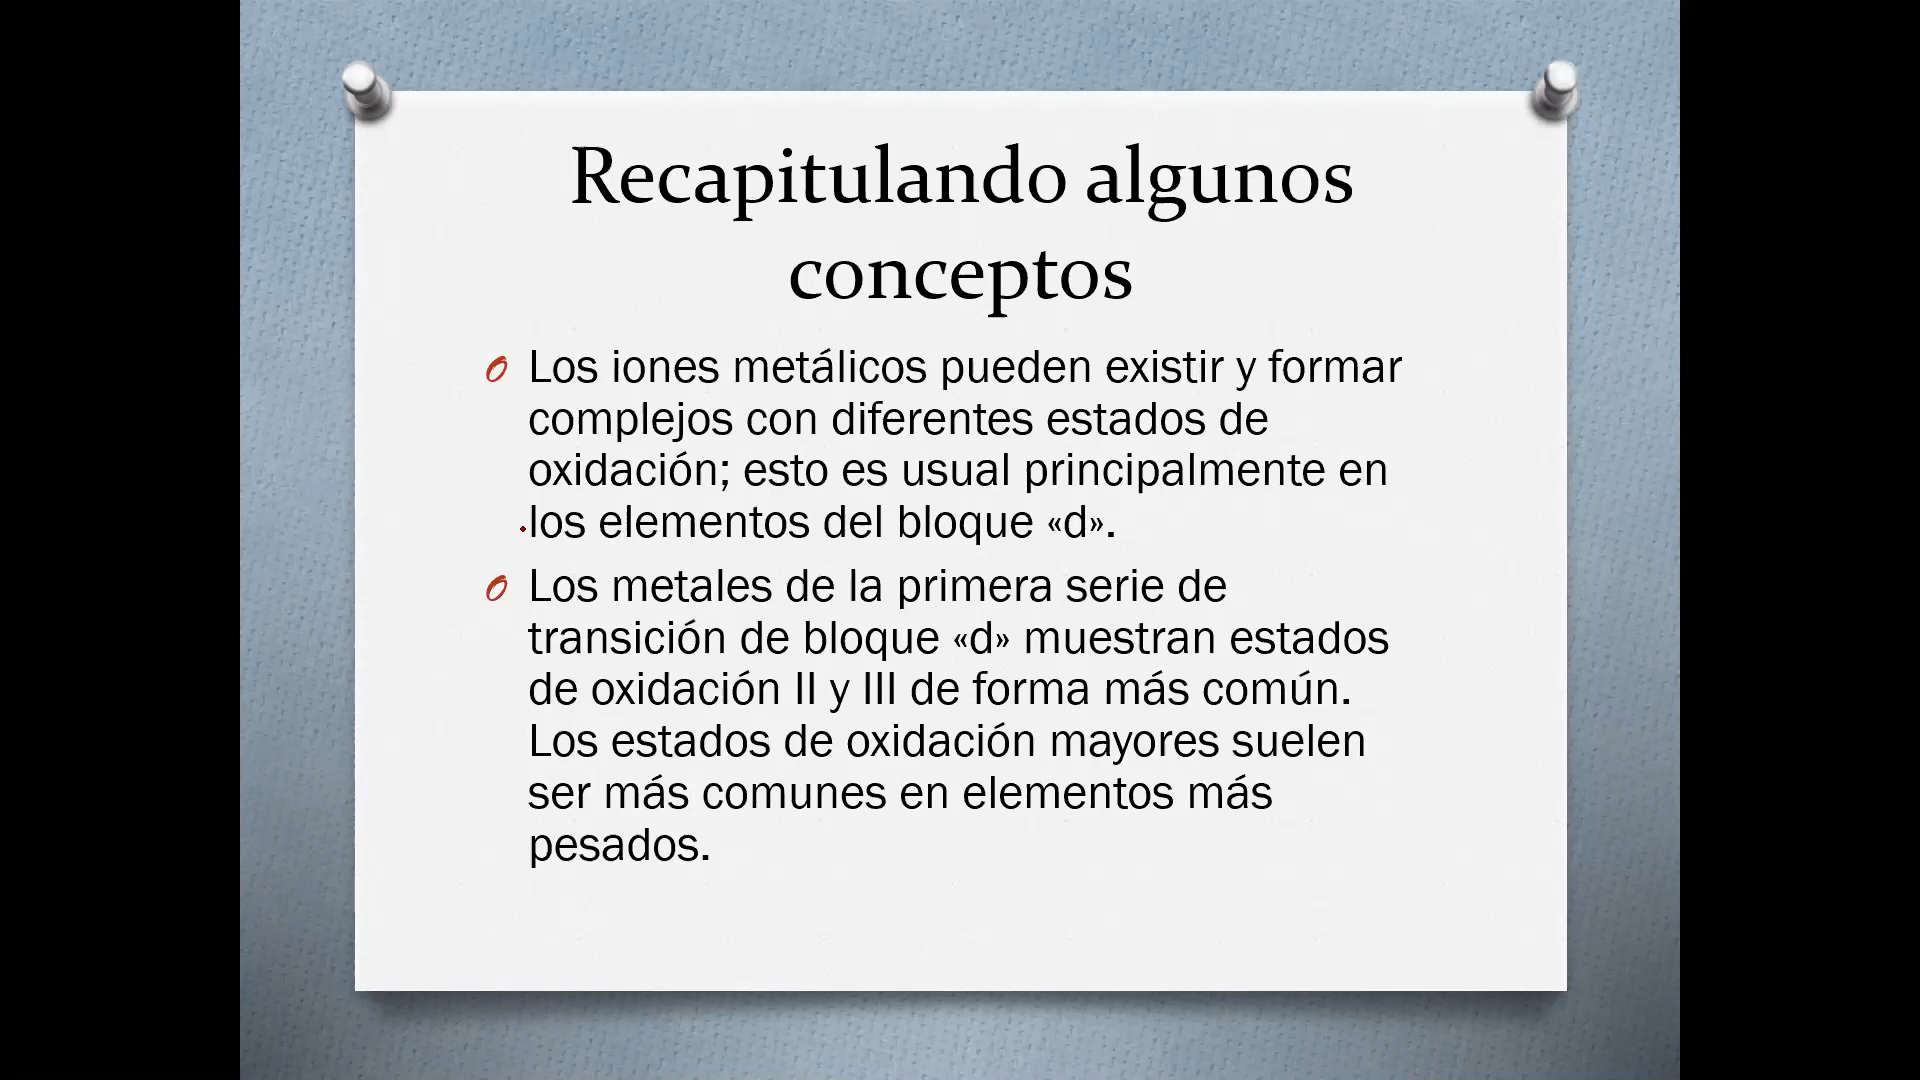 Recapitulando algunos
conceptos
Los iones metálicos pueden existir y formar
complejos con diferentes estados de
oxidación; esto es usual principalmente en
los elementos del bloque «d».
Los metales de la primera serie de
transición de bloque «d» muestran estados
de oxidación II y III de forma más común.
Los estados de oxidación mayores suelen
ser más comunes en elementos más
pesados.